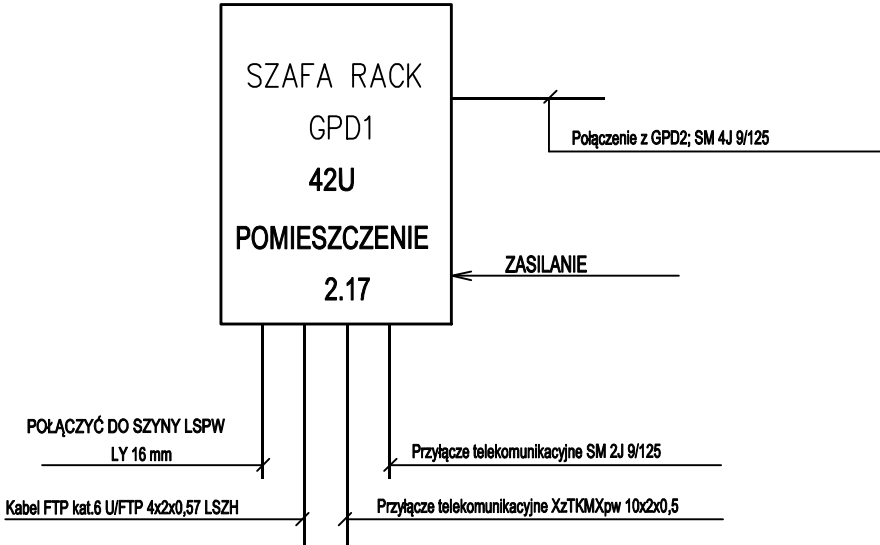 SZAFA RACK
GPD1
42U
POMIESZCZENIE
2.17
Połączenie z GPD2; SM 4J 9/125
ZASILANIE
POŁĄCZYĆ DO SZYNY LSPW
LY 16 mm
Przyłącze telekomunikacyjne SM 2J 9/125
Kabel FTP kat.6 U/FTP 4x2x0,57 LSZH
Przyłącze telekomunikacyjne XzTKMXpw 10x2x0,5